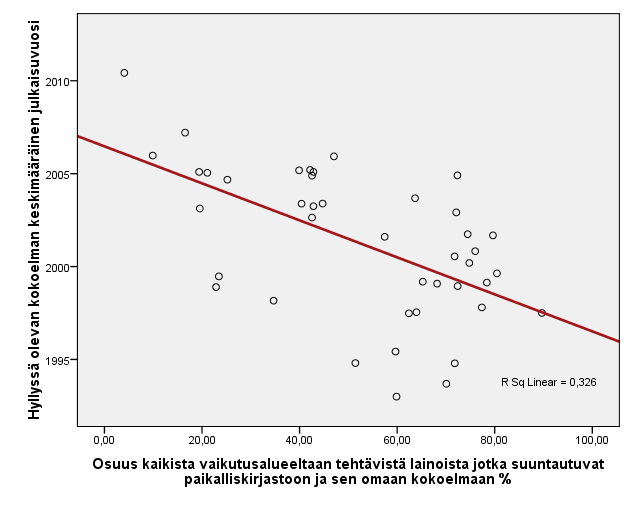 Hyllyssä olevan kokoelman keskimääräinen julkaisuvuosi
2010
2005
2000
1995
R Sq Linear = 0,326
0,00 20,00 40,00 60,00 80,00 100,00
Osuus kaikista vaikutusalueeltaan tehtävistä lainoista jotka suuntautuvat
paikalliskirjastoon ja sen omaan kokoelmaan %